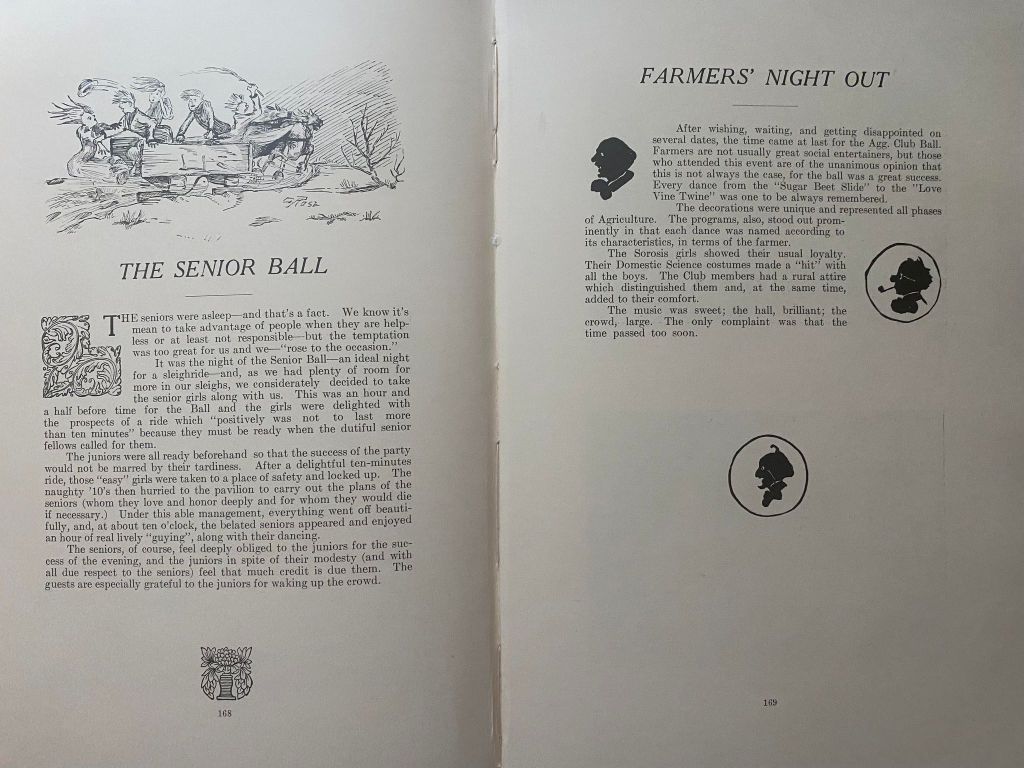 THE SENIOR BALL
THE seniors were asleep—and that's a fact. We know it's
mean to take advantage of people when they are help-
less or at least not responsible—but the temptation
was too great for us and we—"rose to the occasion."
It was the night of the Senior Ball—an ideal night
for a sleighride—and, as we had plenty of room for
more in our sleighs, we considerately decided to take
the senior girls along with us. This was an hour and
a half before time for the Ball and the girls were delighted with
the prospects of a ride which "positively was not to last more
than ten minutes" because they must be ready when the dutiful senior
fellows called for them.
The juniors were all ready beforehand so that the success of the party
would not be marred by their tardiness. After a delightful ten-minutes
ride, those "easy" girls were taken to a place of safety and locked up. The
naughty '10's then hurried to the pavilion to carry out the plans of the
seniors (whom they love and honor deeply and for whom they would die
if necessary.) Under this able management, everything went off beauti-
fully, and, at about ten o'clock, the belated seniors appeared and enjoyed
an hour of real lively "guying", along with their dancing.
The seniors, of course, feel deeply obliged to the juniors for the suc-
cess of the evening, and the juniors in spite of their modesty (and with
all due respect to the seniors) feel that much credit is due them. The
guests are especially grateful to the juniors for waking up the crowd.
168
FARMERS' NIGHT OUT
After wishing, waiting, and getting disappointed on
several dates, the time came at last for the Agg. Club Ball.
Farmers are not usually great social entertainers, but those
who attended this event are of the unanimous opinion that
this is not always the case, for the ball was a great success.
Every dance from the "Sugar Beet Slide" to the "Love
Vine Twine" was one to be always remembered.
The decorations were unique and represented all phases
of Agriculture. The programs, also, stood out prom-
inently in that each dance was named according to
its characteristics, in terms of the farmer.
The Sorosis girls showed their usual loyalty.
Their Domestic Science costumes made a "hit" with
all the boys. The Club members had a rural attire
which distinguished them and, at the same time,
added to their comfort.
The music was sweet; the hall, brilliant; the
crowd, large. The only complaint was that the
time passed too soon.
169